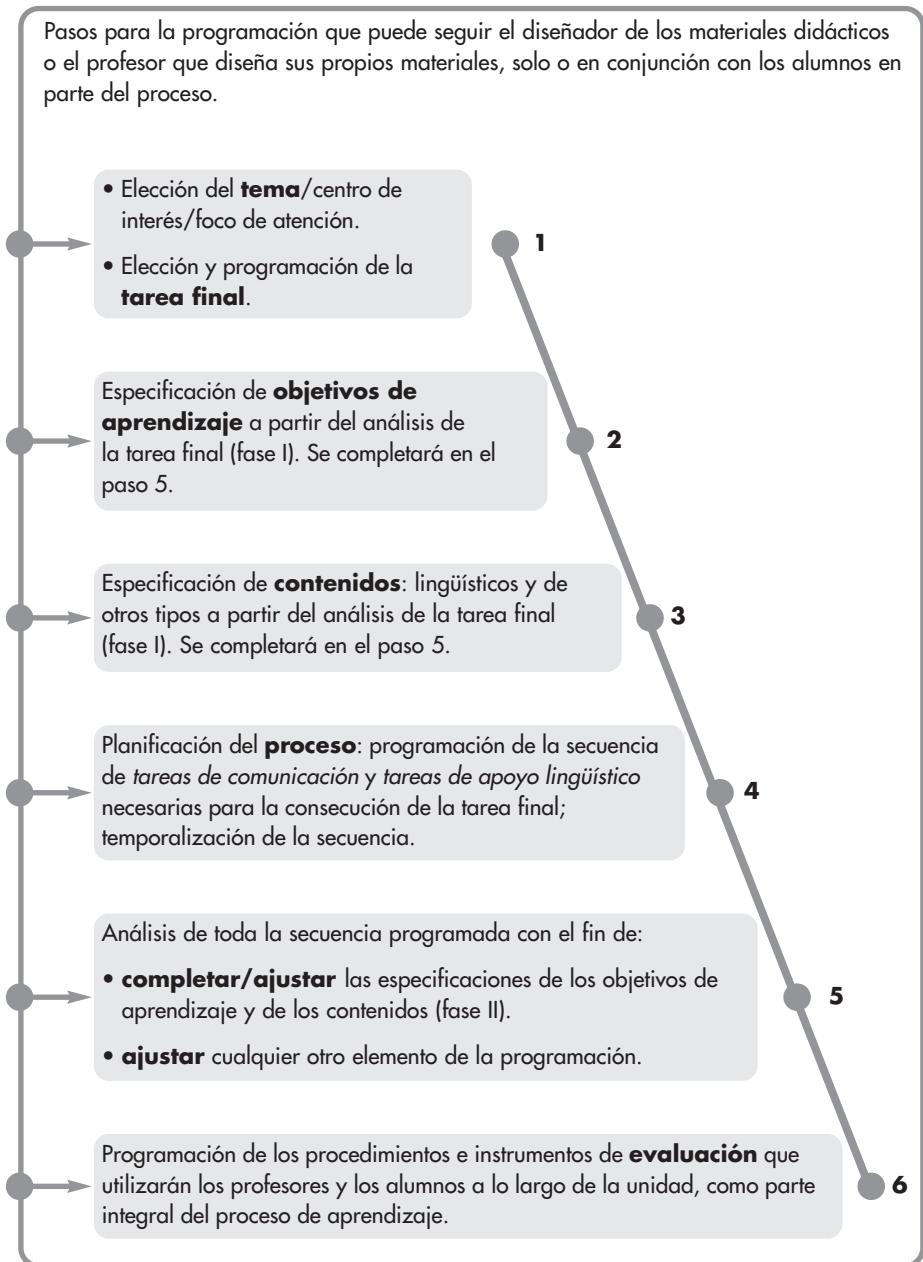 Pasos para la programación que puede seguir el diseñador de los materiales didácticos
o el profesor que diseña sus propios materiales, solo o en conjunción con los alumnos en
parte del proceso.
• Elección del tema/centro de
interés/foco de atención.
• Elección y programación de la
tarea final.
1
Especificación de objetivos de
aprendizaje a partir del análisis de
la tarea final (fase I). Se completará en el
paso 5.
2
Especificación de contenidos: lingüísticos y de
otros tipos a partir del análisis de la tarea final
(fase I). Se completará en el paso 5.
3
Planificación del proceso: programación de la secuencia
de tareas de comunicación y tareas de apoyo lingüístico
necesarias para la consecución de la tarea final;
temporalización de la secuencia.
4
Análisis de toda la secuencia programada con el fin de:
• completar/ajustar las especificaciones de los objetivos de
aprendizaje y de los contenidos (fase II).
• ajustar cualquier otro elemento de la programación.
5
Programación de los procedimientos e instrumentos de evaluación que
utilizarán los profesores y los alumnos a lo largo de la unidad, como parte
integral del proceso de aprendizaje.
6